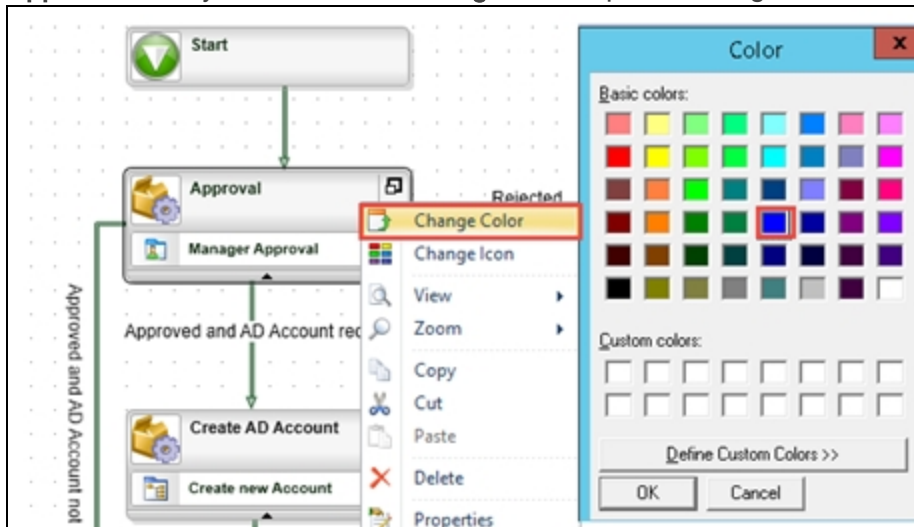 Start
Approval
Manager Approval
Rejected
Approved and AD Account
Create AD Account
Create new Account
Approved and AD Account not
Change Color
Change Icon
View
Zoom
Copy
Cut
Paste
Delete
Properties
Color
x
Basic colors:
Custom colors:
Define Custom Colors >>
OK
Cancel